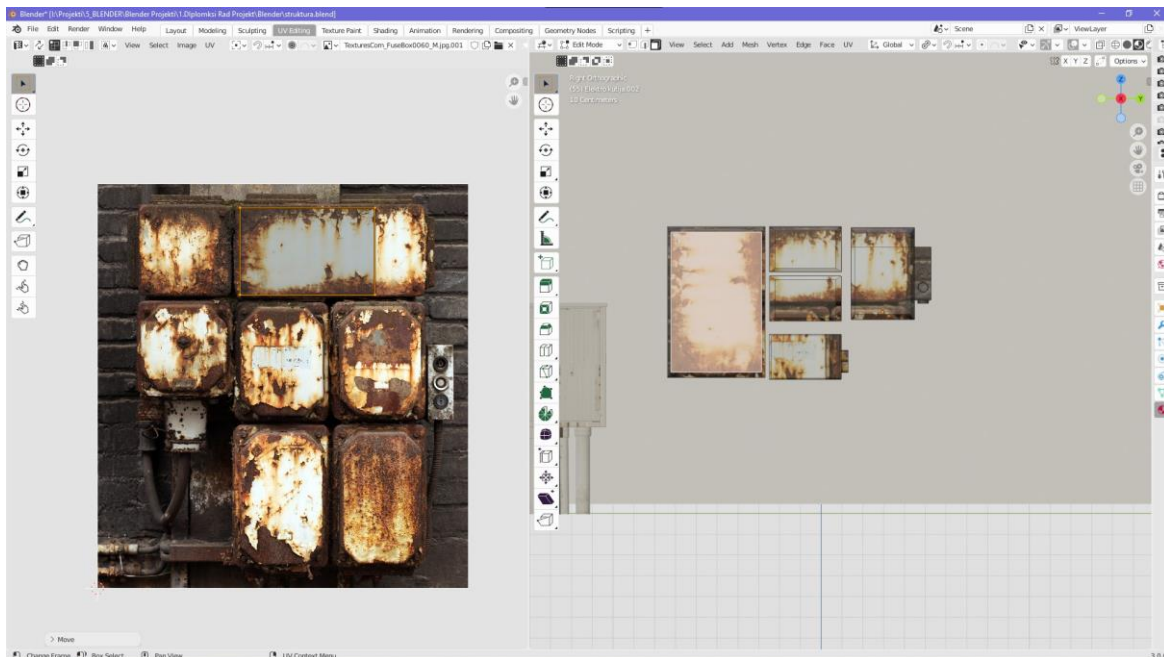 Blender* [I:\Projekti\5_BLENDER\Blender Projekti\1.Diplomski Rad Projekt\Blender\struktura.blend]
File Edit Render Window Help Layout Modeling Sculpting UV Editing Texture Paint Shading Animation Rendering Compositing Geometry Nodes Scripting + Scene ViewLayer
View Select Image UV TexturesCom_FuseBox0060_M.jpg.001 Edit Mode View Select Add Mesh Vertex Edge Face UV Global
X Y Z Options
Right Orthographic
10 Centimeters
Z
Y
> Move
Change Frame Box Select Pan View UV Context Menu